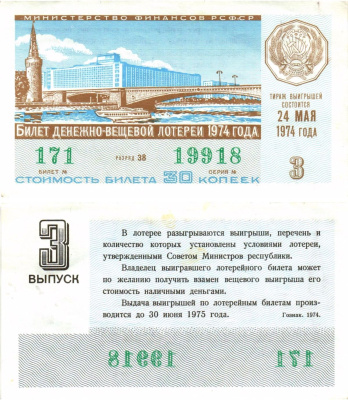 МИНИСТЕРСТВО ФИНАНСОВ РСФСР
БИЛЕТ ДЕНЕЖНО-ВЕЩЕВОЙ ЛОТЕРЕИ 1974 ГОДА
ТИРАЖ ВЫИГРЫШЕЙ
СОСТОИТСЯ
24 МАЯ
1974 ГОДА
171 РАЗРЯД 38 19918
БИЛЕТ № СЕРИЯ №
3
СТОИМОСТЬ БИЛЕТА 30 КОПЕЕК
3
ВЫПУСК
В лотерее разыгрываются выигрыши, перечень и
количество которых установлены условиями лотереи,
утвержденными Советом Министров республики.
Владелец выигравшего лотерейного билета может
по желанию получить взамен вещевого выигрыша его
стоимость наличными деньгами.
Выдача выигрышей по лотерейным билетам произ-
водится до 30 июня 1975 года.
Гознак. 1974.
19918 171